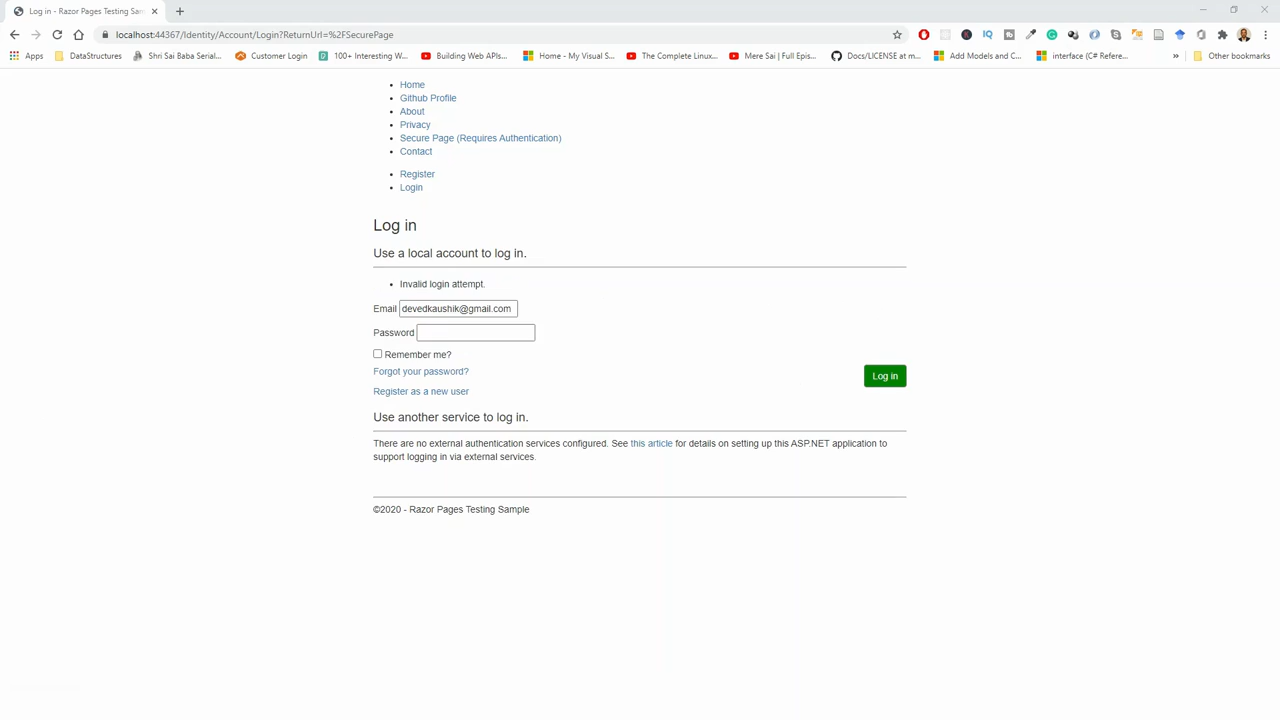 Log in - Razor Pages Testing Sam
localhost:44367/Identity/Account/Login?ReturnUrl=%2FSecurePage
Apps DataStructures Shri Sai Baba Serial... Customer Login 100+ Interesting W... Building Web APIs... Home - My Visual S... The Complete Linux... Mere Sai | Full Epis... Docs/LICENSE at m... Add Models and C... interface (C# Refere... » Other bookmarks
Home
Github Profile
About
Privacy
Secure Page (Requires Authentication)
Contact
Register
Login
Log in
Use a local account to log in.
Invalid login attempt.
Email devedkaushik@gmail.com
Password
Remember me?
Forgot your password?
Log in
Register as a new user
Use another service to log in.
There are no external authentication services configured. See this article for details on setting up this ASP.NET application to
support logging in via external services.
©2020 - Razor Pages Testing Sample